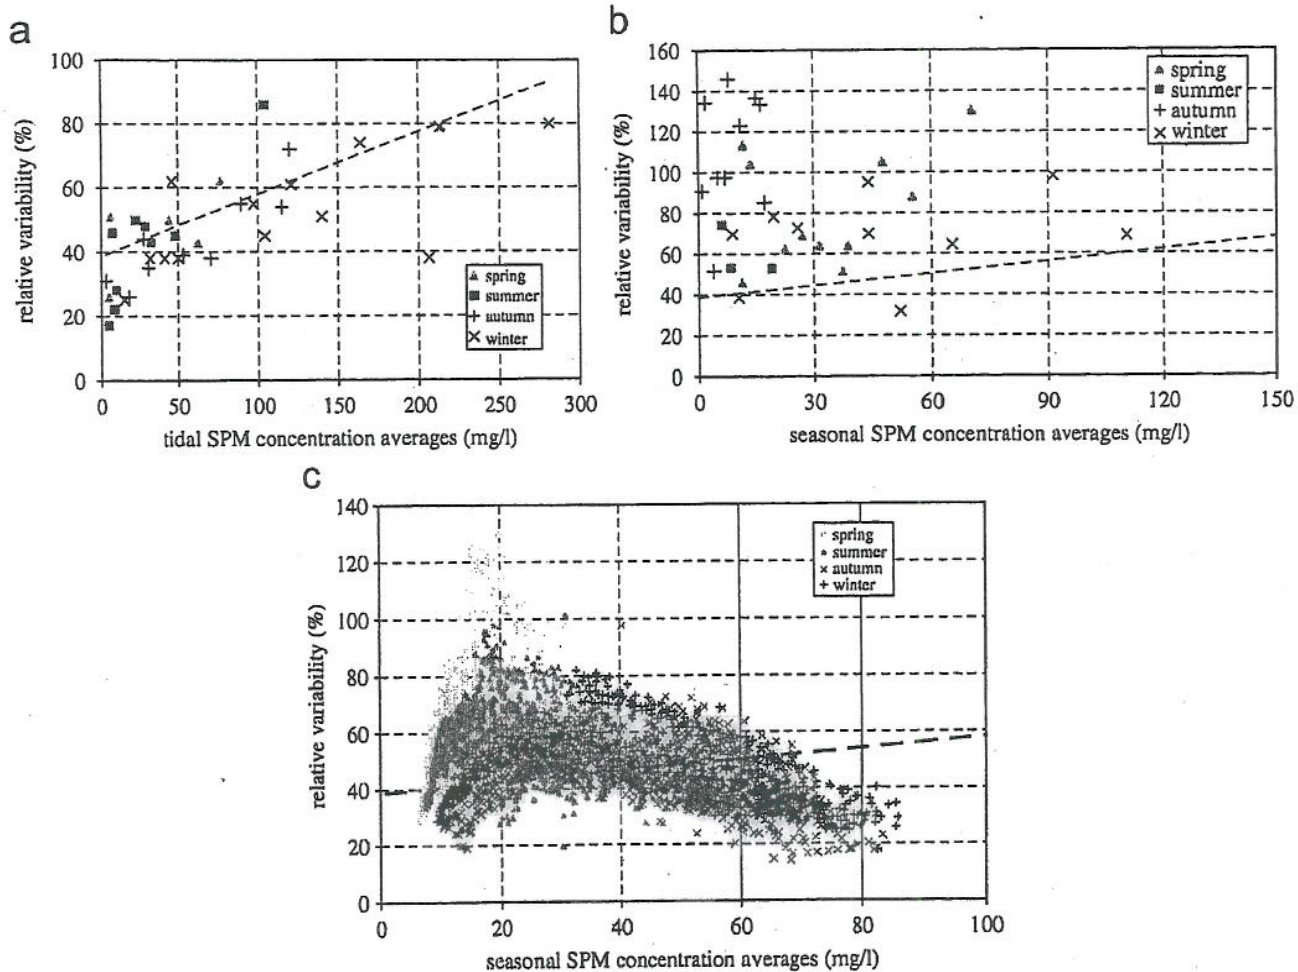 a
relative variability (%)
100
80
60
40
20
0
0 50 100 150 200 250 300
tidal SPM concentration averages (mg/l)
spring
summer
autumn
winter
b
relative variability (%)
160
140
120
100
80
60
40
20
0
0 30 60 90 120 150
seasonal SPM concentration averages (mg/l)
spring
summer
autumn
winter
c
relative variability (%)
140
120
100
80
60
40
20
0
0 20 40 60 80 100
seasonal SPM concentration averages (mg/l)
spring
summer
autumn
winter